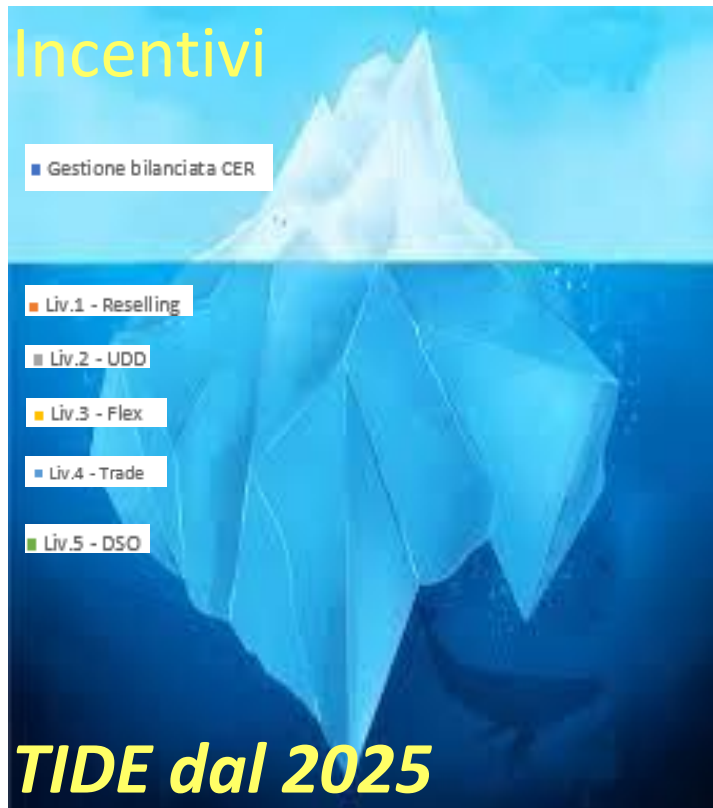 Incentivi
Gestione bilanciata CER
Liv.1 - Reselling
Liv.2 - UDD
Liv.3 - Flex
Liv.4 - Trade
Liv.5 - DSO
TIDE dal 2025